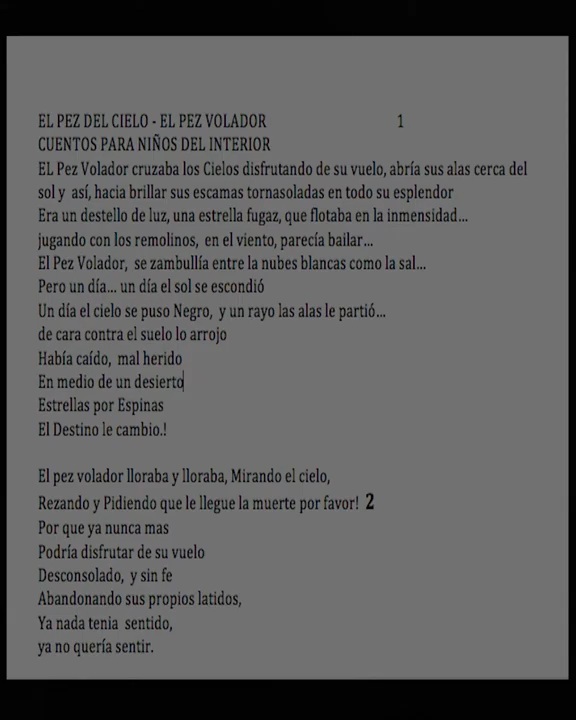 EL PEZ DEL CIELO - EL PEZ VOLADOR 1
CUENTOS PARA NIÑOS DEL INTERIOR
EL Pez Volador cruzaba los Cielos disfrutando de su vuelo, abría sus alas cerca del
sol y así, hacia brillar sus escamas tornasoladas en todo su esplendor
Era un destello de luz, una estrella fugaz, que flotaba en la inmensidad...
jugando con los remolinos, en el viento, parecía bailar...
El Pez Volador, se zambullía entre la nubes blancas como la sal...
Pero un día... un día el sol se escondió
Un día el cielo se puso Negro, y un rayo las alas le partió...
de cara contra el suelo lo arrojo
Había caído, mal herido
En medio de un desierto
Estrellas por Espinas
El Destino le cambio.!
El pez volador lloraba y lloraba, Mirando el cielo,
Rezando y Pidiendo que le llegue la muerte por favor! 2
Por que ya nunca mas
Podría disfrutar de su vuelo
Desconsolado, y sin fe
Abandonando sus propios latidos,
Ya nada tenia sentido,
ya no quería sentir.